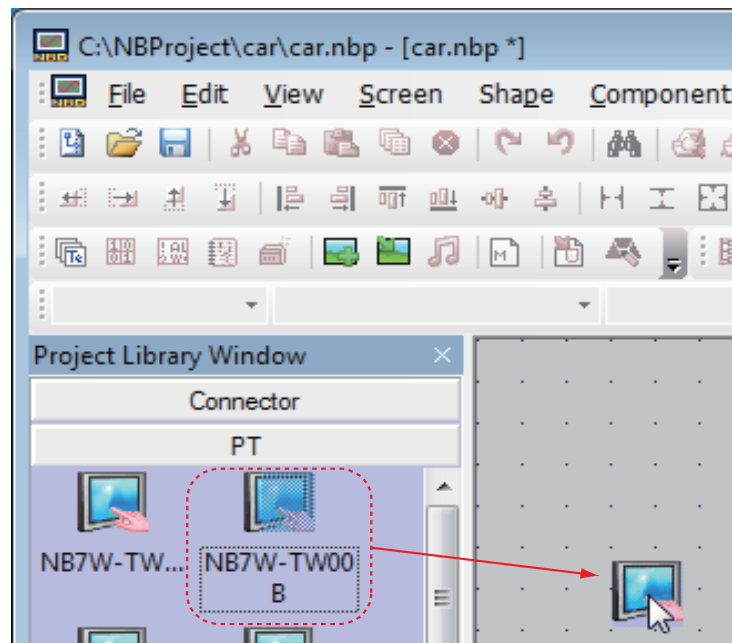 C:\NBProject\car\car.nbp - [car.nbp *]
File Edit View Screen Shape Component
Project Library Window
Connector
PT
NB7W-TW... NB7W-TW00
B